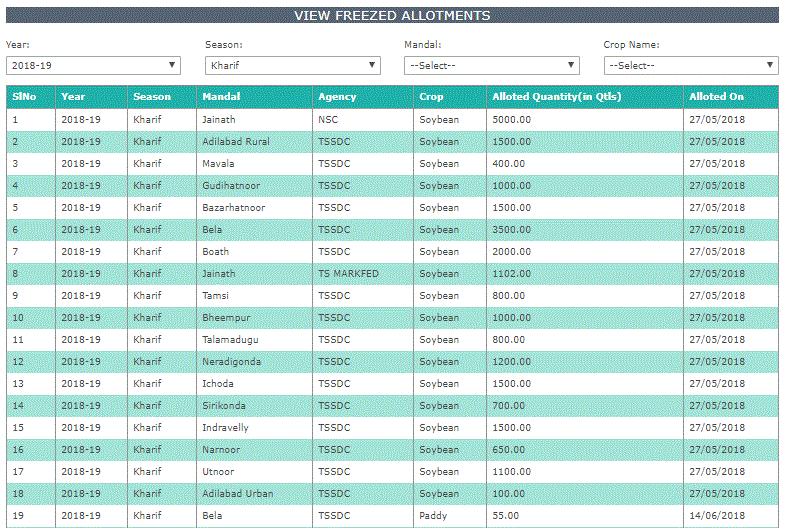 VIEW FREEZED ALLOTMENTS
Year: Season: Mandal: Crop Name:
2018-19 Kharif --Select-- --Select--
SlNo Year Season Mandal Agency Crop Alloted Quantity(in Qtls) Alloted On
1 2018-19 Kharif Jainath NSC Soybean 5000.00 27/05/2018
2 2018-19 Kharif Adilabad Rural TSSDC Soybean 1500.00 27/05/2018
3 2018-19 Kharif Mavala TSSDC Soybean 400.00 27/05/2018
4 2018-19 Kharif Gudihatnoor TSSDC Soybean 1000.00 27/05/2018
5 2018-19 Kharif Bazarhatnoor TSSDC Soybean 1500.00 27/05/2018
6 2018-19 Kharif Bela TSSDC Soybean 3500.00 27/05/2018
7 2018-19 Kharif Boath TSSDC Soybean 2000.00 27/05/2018
8 2018-19 Kharif Jainath TS MARKFED Soybean 1102.00 27/05/2018
9 2018-19 Kharif Tamsi TSSDC Soybean 800.00 27/05/2018
10 2018-19 Kharif Bheempur TSSDC Soybean 1000.00 27/05/2018
11 2018-19 Kharif Talamadugu TSSDC Soybean 800.00 27/05/2018
12 2018-19 Kharif Neradigonda TSSDC Soybean 1200.00 27/05/2018
13 2018-19 Kharif Ichoda TSSDC Soybean 1500.00 27/05/2018
14 2018-19 Kharif Sirikonda TSSDC Soybean 700.00 27/05/2018
15 2018-19 Kharif Indravelly TSSDC Soybean 1500.00 27/05/2018
16 2018-19 Kharif Narnoor TSSDC Soybean 650.00 27/05/2018
17 2018-19 Kharif Utnoor TSSDC Soybean 1100.00 27/05/2018
18 2018-19 Kharif Adilabad Urban TSSDC Soybean 100.00 27/05/2018
19 2018-19 Kharif Bela TSSDC Paddy 55.00 14/06/2018